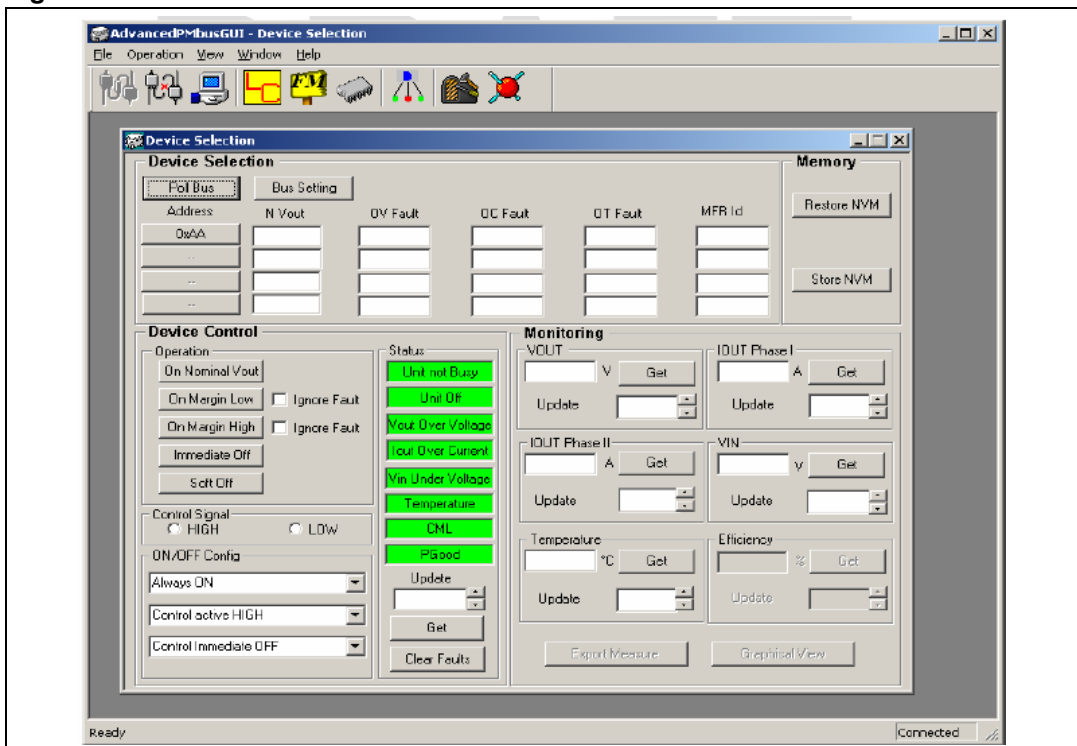 AdvancedPMbusGUI - Device Selection
File Operation View Window Help
FM
Device Selection
Device Selection
Memory
Poll Bus
Bus Setting
Restore NVM
Address
N Vout
OV Fault
OC Fault
OT Fault
MFR Id
0xAA
--
--
Store NVM
--
Device Control
Monitoring
Operation
Status
VOUT
IOUT Phase I
On Nominal Vout
Unit not Busy
V
Get
A
Get
On Margin Low
Ignore Fault
Unit Off
Update
Update
On Margin High
Ignore Fault
Vout Over Voltage
Immediate Off
Iout Over Current
IOUT Phase II
VIN
A
Get
V
Get
Soft Off
Vin Under Voltage
Temperature
Update
Update
Control Signal
HIGH
LOW
CML
Temperature
Efficiency
ON/OFF Config
PGood
°C
Get
%
Get
Always ON
Update
Update
Update
Control active HIGH
Get
Control Immediate OFF
Clear Faults
Export Measure
Graphical View
Ready
Connected